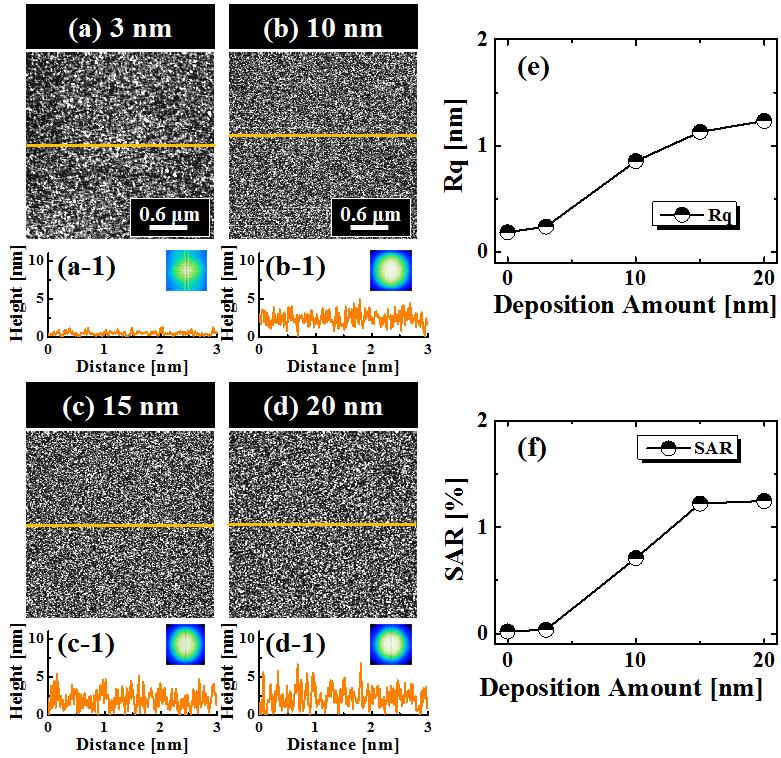 (a) 3 nm
(b) 10 nm
0.6 μm
0.6 μm
(a-1)
Height [nm]
10
5
0
0 1 2 3
Distance [nm]
(b-1)
Height [nm]
10
5
0
0 1 2 3
Distance [nm]
(c) 15 nm
(d) 20 nm
(c-1)
Height [nm]
10
5
0
0 1 2 3
Distance [nm]
(d-1)
Height [nm]
10
5
0
0 1 2 3
Distance [nm]
(e)
Rq [nm]
2
1
0
Rq
0 10 20
Deposition Amount [nm]
(f)
SAR [%]
2
1
0
SAR
0 10 20
Deposition Amount [nm]